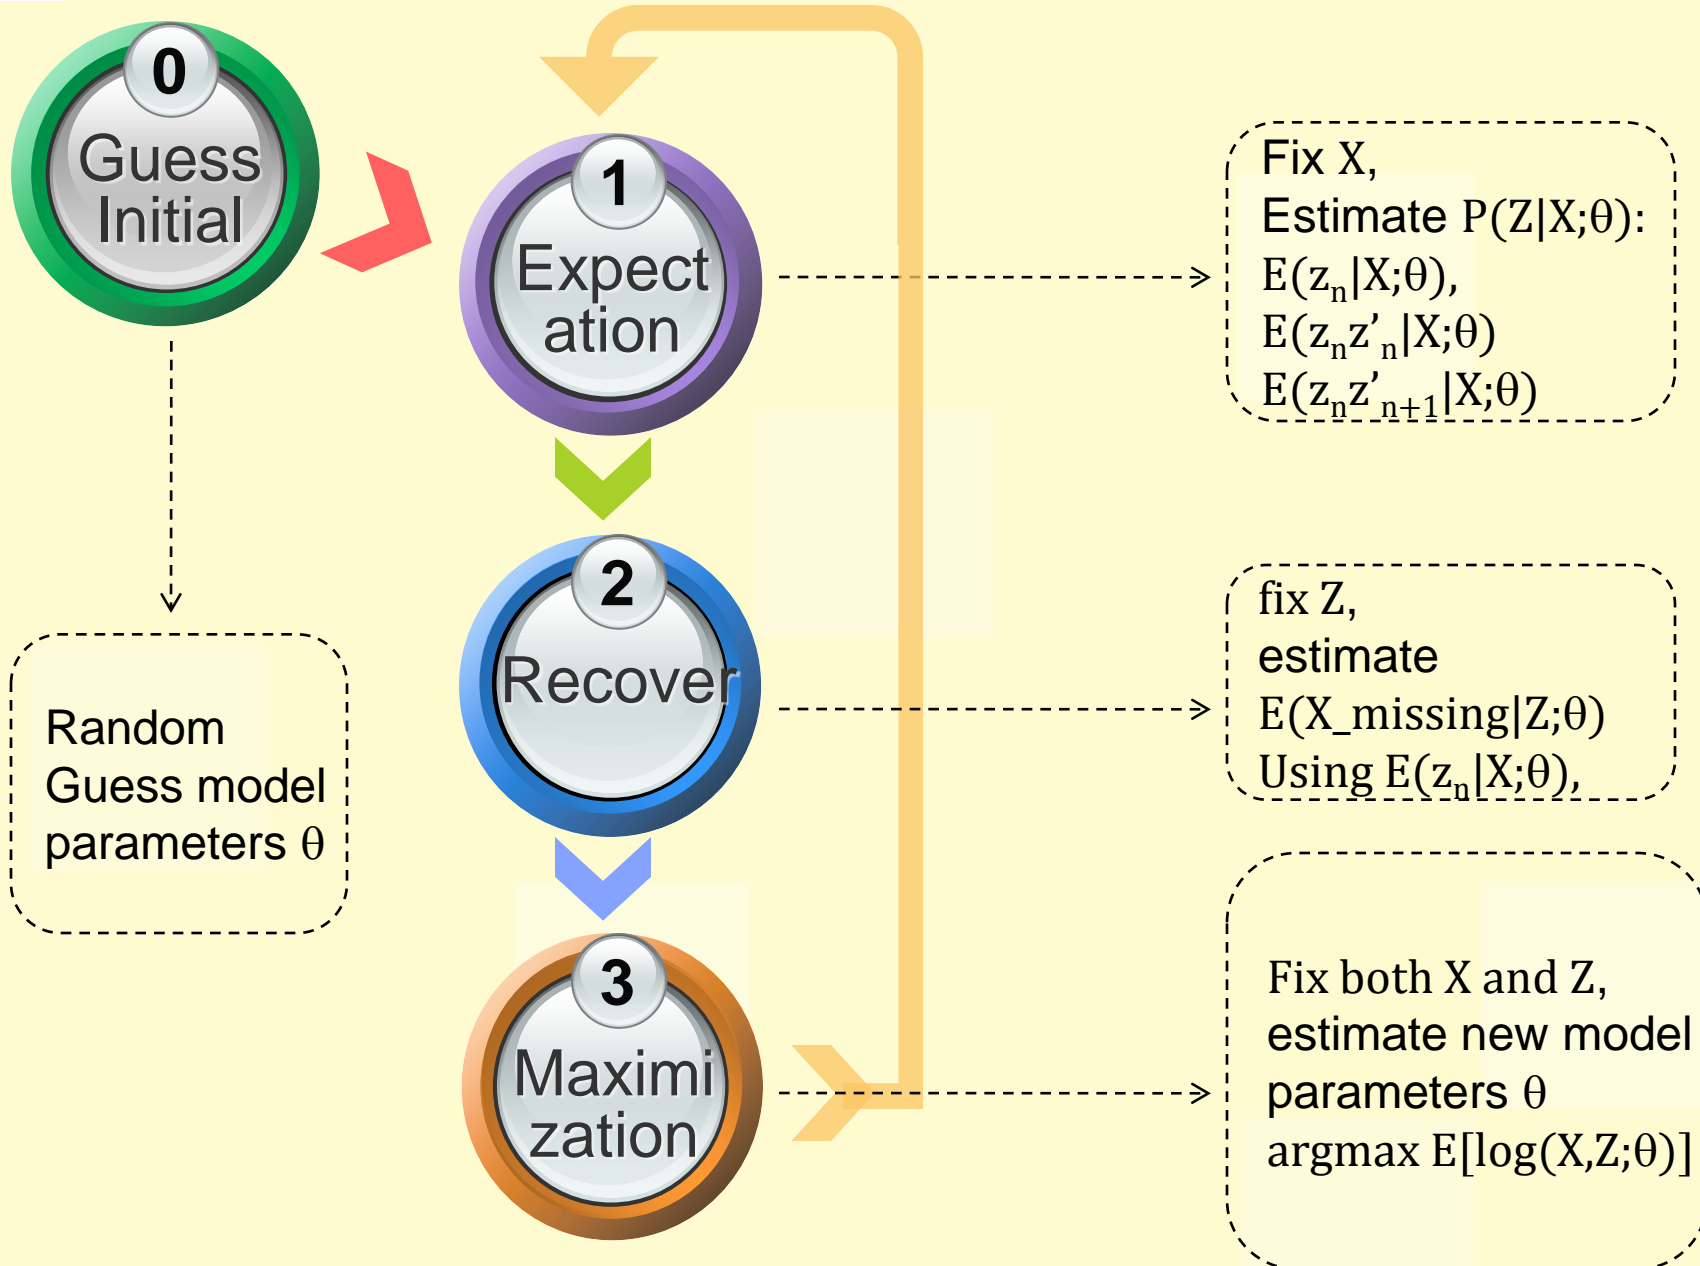 0
Guess
Initial
1
Expect
ation
2
Recover
3
Maximi
zation
Random
Guess model
parameters θ
Fix X,
Estimate P(Z|X;θ):
E(zₙ|X;θ),
E(zₙz’ₙ|X;θ)
E(zₙz’ₙ₊₁|X;θ)
fix Z,
estimate
E(X_missing|Z;θ)
Using E(zₙ|X;θ),
Fix both X and Z,
estimate new model
parameters θ
argmax E[log(X,Z;θ)]